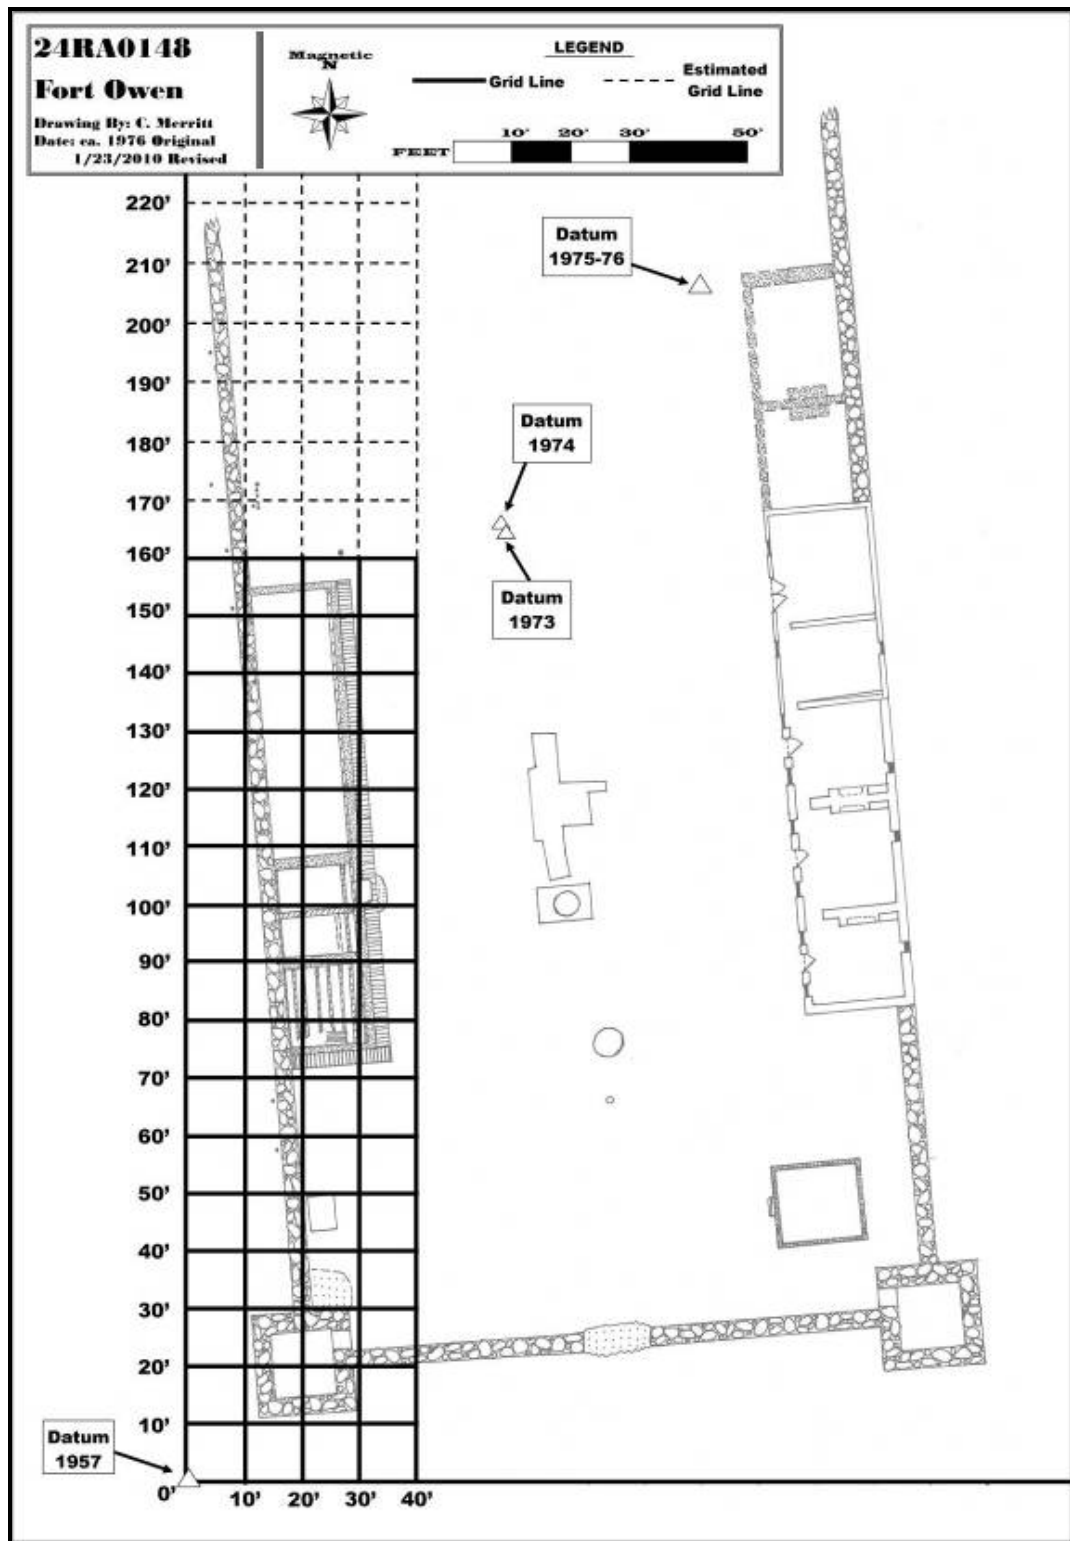 24RA0148
Fort Owen
Drawing By: C. Merritt
Date: ca. 1976 Original
1/23/2010 Revised
Magnetic
N
LEGEND
Grid Line
Estimated
Grid Line
10' 20' 30' 50'
FEET
220'
210'
200'
190'
180'
170'
160'
150'
140'
130'
120'
110'
100'
90'
80'
70'
60'
50'
40'
30'
20'
10'
0'
10' 20' 30' 40'
Datum
1975-76
Datum
1974
Datum
1973
Datum
1957